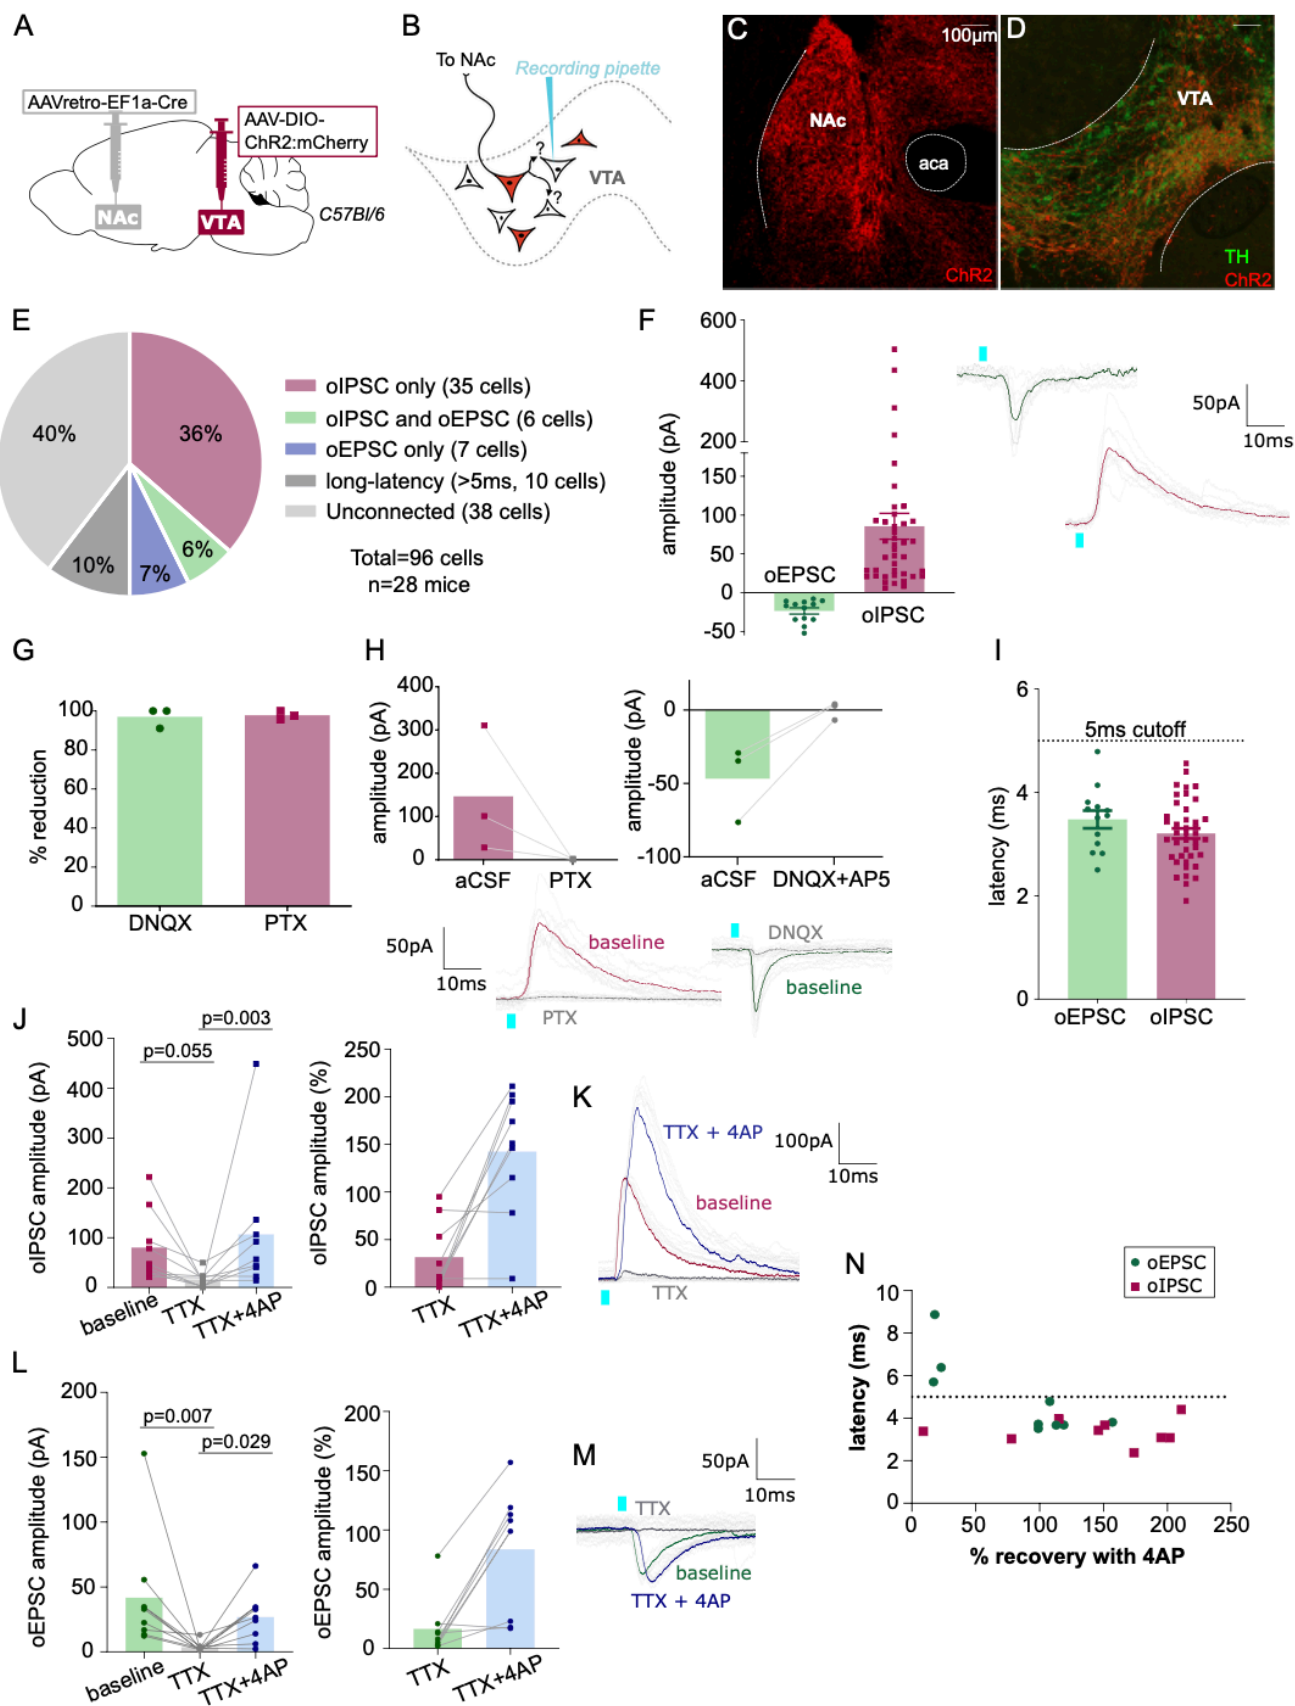 A
AAVretro-EF1a-Cre
AAV-DIO-
ChR2:mCherry
NAc
VTA
C57Bl/6
B
To NAc
Recording pipette
?
?
VTA
C
100µm
NAc
aca
ChR2
D
VTA
TH
ChR2
E
40%
36%
10%
7%
6%
oIPSC only (35 cells)
oIPSC and oEPSC (6 cells)
oEPSC only (7 cells)
long-latency (>5ms, 10 cells)
Unconnected (38 cells)
Total=96 cells
n=28 mice
F
amplitude (pA)
600
400
200
150
100
50
0
-50
oEPSC
oIPSC
50pA
10ms
G
% reduction
100
80
60
40
20
0
DNQX
PTX
H
amplitude (pA)
400
300
200
100
0
aCSF
PTX
amplitude (pA)
0
-50
-100
aCSF
DNQX+AP5
50pA
10ms
baseline
PTX
DNQX
baseline
I
latency (ms)
6
4
2
0
5ms cutoff
oEPSC
oIPSC
J
oIPSC amplitude (pA)
500
400
300
200
100
0
p=0.055
p=0.003
baseline
TTX
TTX+4AP
oIPSC amplitude (%)
250
200
150
100
50
0
TTX
TTX+4AP
K
TTX + 4AP
baseline
TTX
100pA
10ms
L
oEPSC amplitude (pA)
200
150
100
50
0
p=0.007
p=0.029
baseline
TTX
TTX+4AP
oEPSC amplitude (%)
200
150
100
50
0
TTX
TTX+4AP
M
50pA
10ms
TTX
baseline
TTX + 4AP
N
oEPSC
oIPSC
latency (ms)
10
8
6
4
2
0
0
50
100
150
200
250
% recovery with 4AP